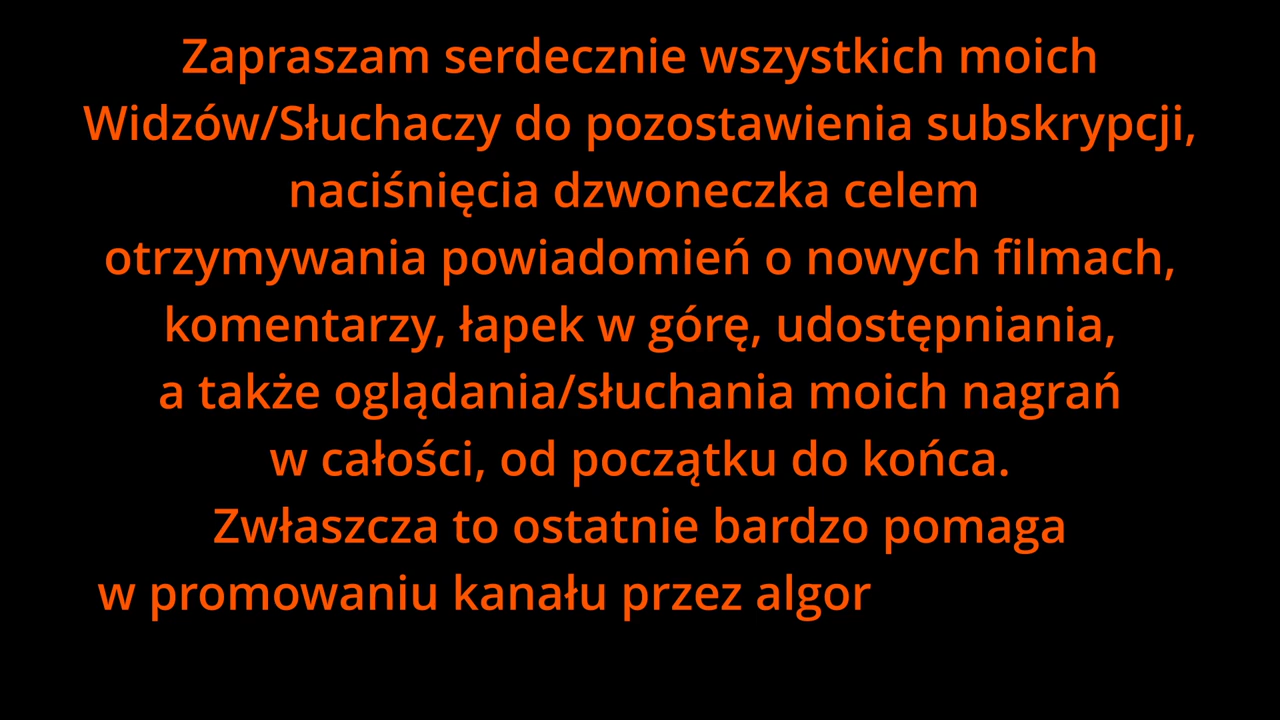 Zapraszam serdecznie wszystkich moich
Widzów/Słuchaczy do pozostawienia subskrypcji,
naciśnięcia dzwoneczka celem
otrzymywania powiadomień o nowych filmach,
komentarzy, łapek w górę, udostępniania,
a także oglądania/słuchania moich nagrań
w całości, od początku do końca.
Zwłaszcza to ostatnie bardzo pomaga
w promowaniu kanału przez algor